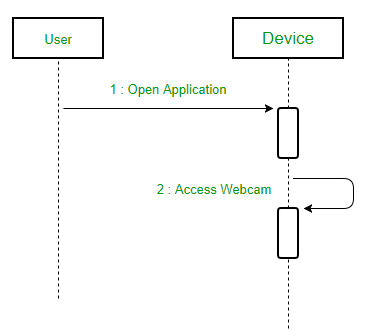 User
Device
1 : Open Application
2 : Access Webcam